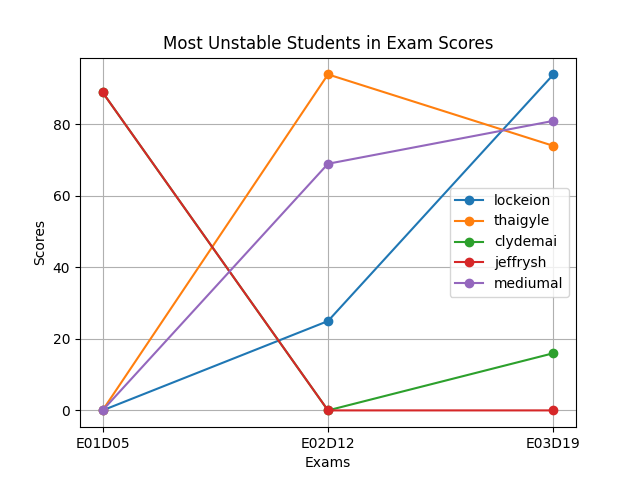 Most Unstable Students in Exam Scores
Scores
80
60
40
20
0
lockeion
thaigyle
clydemai
jeffrysh
mediumal
E01D05
E02D12
E03D19
Exams